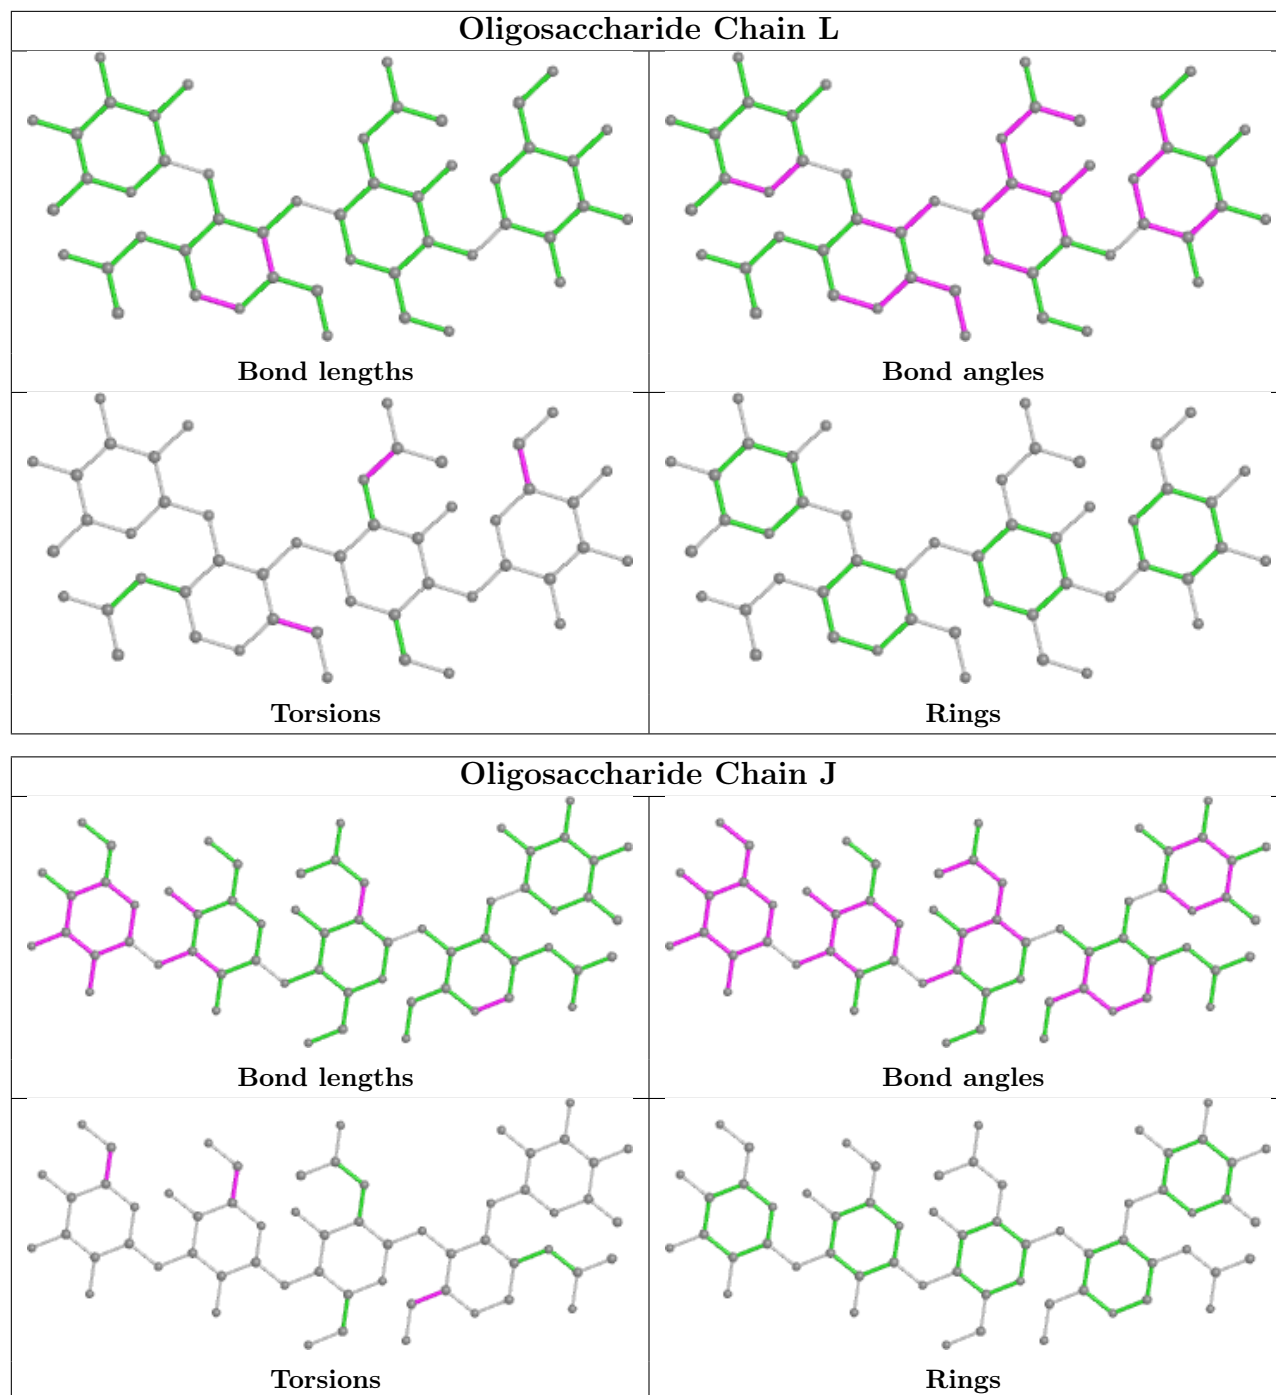 Oligosaccharide Chain L
Bond lengths
Bond angles
Torsions
Rings
Oligosaccharide Chain J
Bond lengths
Bond angles
Torsions
Rings